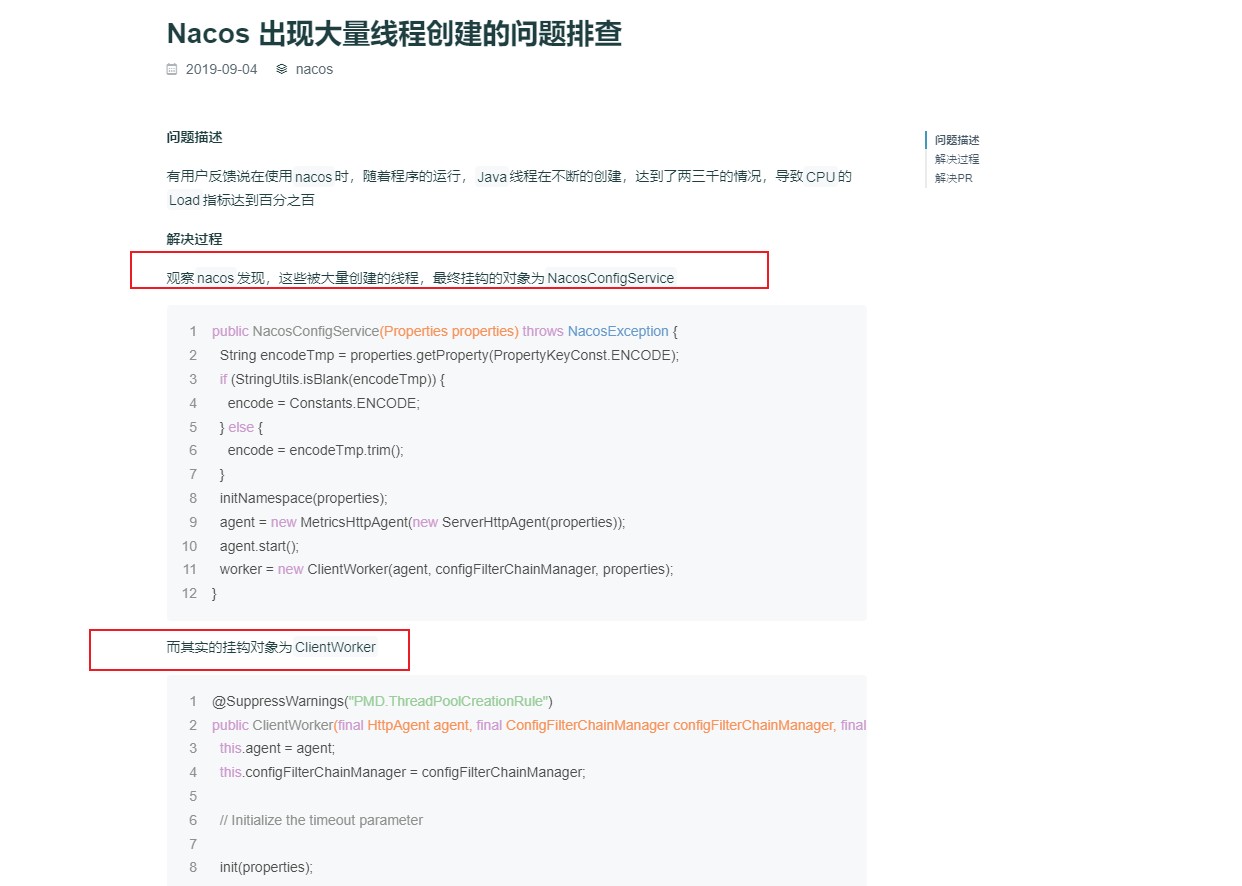 Nacos 出现大量线程创建的问题排查
2019-09-04 nacos
问题描述
有用户反馈说在使用 nacos 时，随着程序的运行， Java 线程在不断的创建，达到了两三千的情况，导致 CPU 的
Load 指标达到百分之百
解决过程
观察 nacos 发现，这些被大量创建的线程，最终挂钩的对象为 NacosConfigService
1 public NacosConfigService(Properties properties) throws NacosException {
2 String encodeTmp = properties.getProperty(PropertyKeyConst.ENCODE);
3 if (StringUtils.isBlank(encodeTmp)) {
4 encode = Constants.ENCODE;
5 } else {
6 encode = encodeTmp.trim();
7 }
8 initNamespace(properties);
9 agent = new MetricsHttpAgent(new ServerHttpAgent(properties));
10 agent.start();
11 worker = new ClientWorker(agent, configFilterChainManager, properties);
12 }
而其实的挂钩对象为 ClientWorker
1 @SuppressWarnings("PMD.ThreadPoolCreationRule")
2 public ClientWorker(final HttpAgent agent, final ConfigFilterChainManager configFilterChainManager, final
3 this.agent = agent;
4 this.configFilterChainManager = configFilterChainManager;
5
6 // Initialize the timeout parameter
7
8 init(properties);
问题描述
解决过程
解决PR